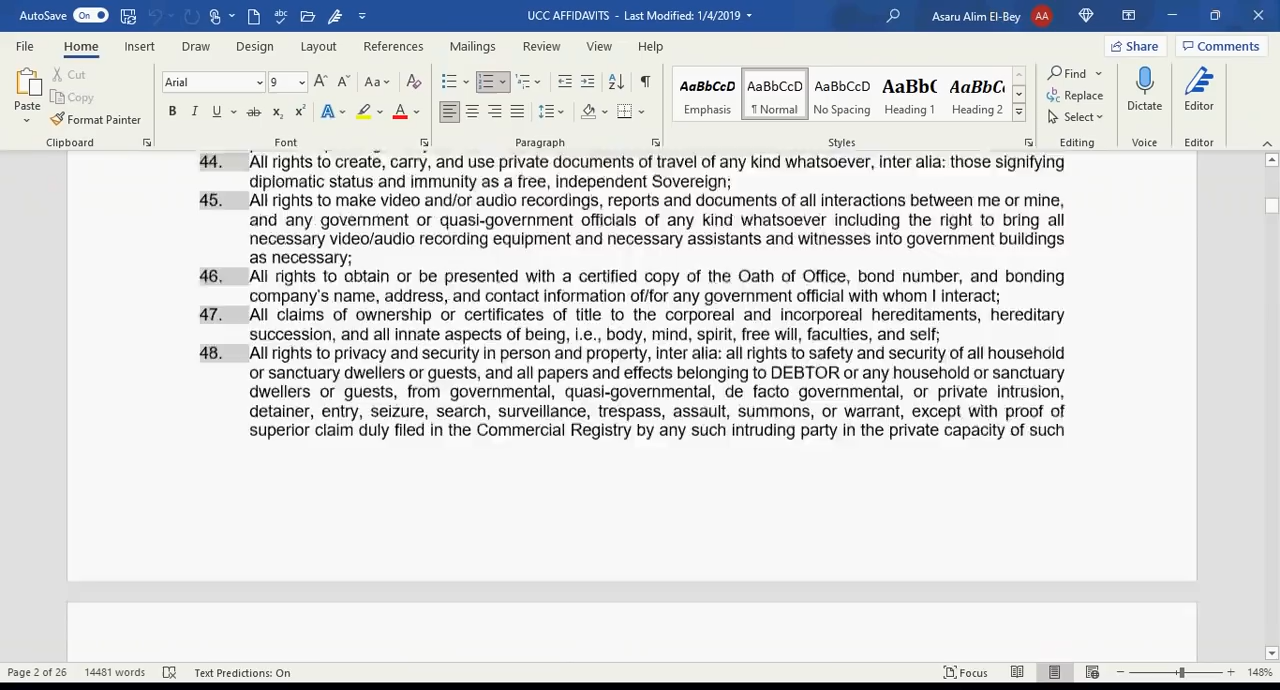 AutoSave On UCC AFFIDAVITS - Last Modified: 1/4/2019 Asaru Alim El-Bey AA
File Home Insert Draw Design Layout References Mailings Review View Help Share Comments
Paste
Cut
Copy
Format Painter
Clipboard
Arial 9 Aa
B I U ab x2 x2 A A
Font
Paragraph
AaBbCcD AaBbCcD AaBbCcD AaBb( AaBbC
Emphasis ¶ Normal No Spacing Heading 1 Heading 2
Styles
Find
Replace
Select
Editing
Dictate
Voice
Editor
Editor
44. All rights to create, carry, and use private documents of travel of any kind whatsoever, inter alia: those signifying
diplomatic status and immunity as a free, independent Sovereign;
45. All rights to make video and/or audio recordings, reports and documents of all interactions between me or mine,
and any government or quasi-government officials of any kind whatsoever including the right to bring all
necessary video/audio recording equipment and necessary assistants and witnesses into government buildings
as necessary;
46. All rights to obtain or be presented with a certified copy of the Oath of Office, bond number, and bonding
company's name, address, and contact information of/for any government official with whom I interact;
47. All claims of ownership or certificates of title to the corporeal and incorporeal hereditaments, hereditary
succession, and all innate aspects of being, i.e., body, mind, spirit, free will, faculties, and self;
48. All rights to privacy and security in person and property, inter alia: all rights to safety and security of all household
or sanctuary dwellers or guests, and all papers and effects belonging to DEBTOR or any household or sanctuary
dwellers or guests, from governmental, quasi-governmental, de facto governmental, or private intrusion,
detainer, entry, seizure, search, surveillance, trespass, assault, summons, or warrant, except with proof of
superior claim duly filed in the Commercial Registry by any such intruding party in the private capacity of such
Page 2 of 26 14481 words Text Predictions: On Focus 148%